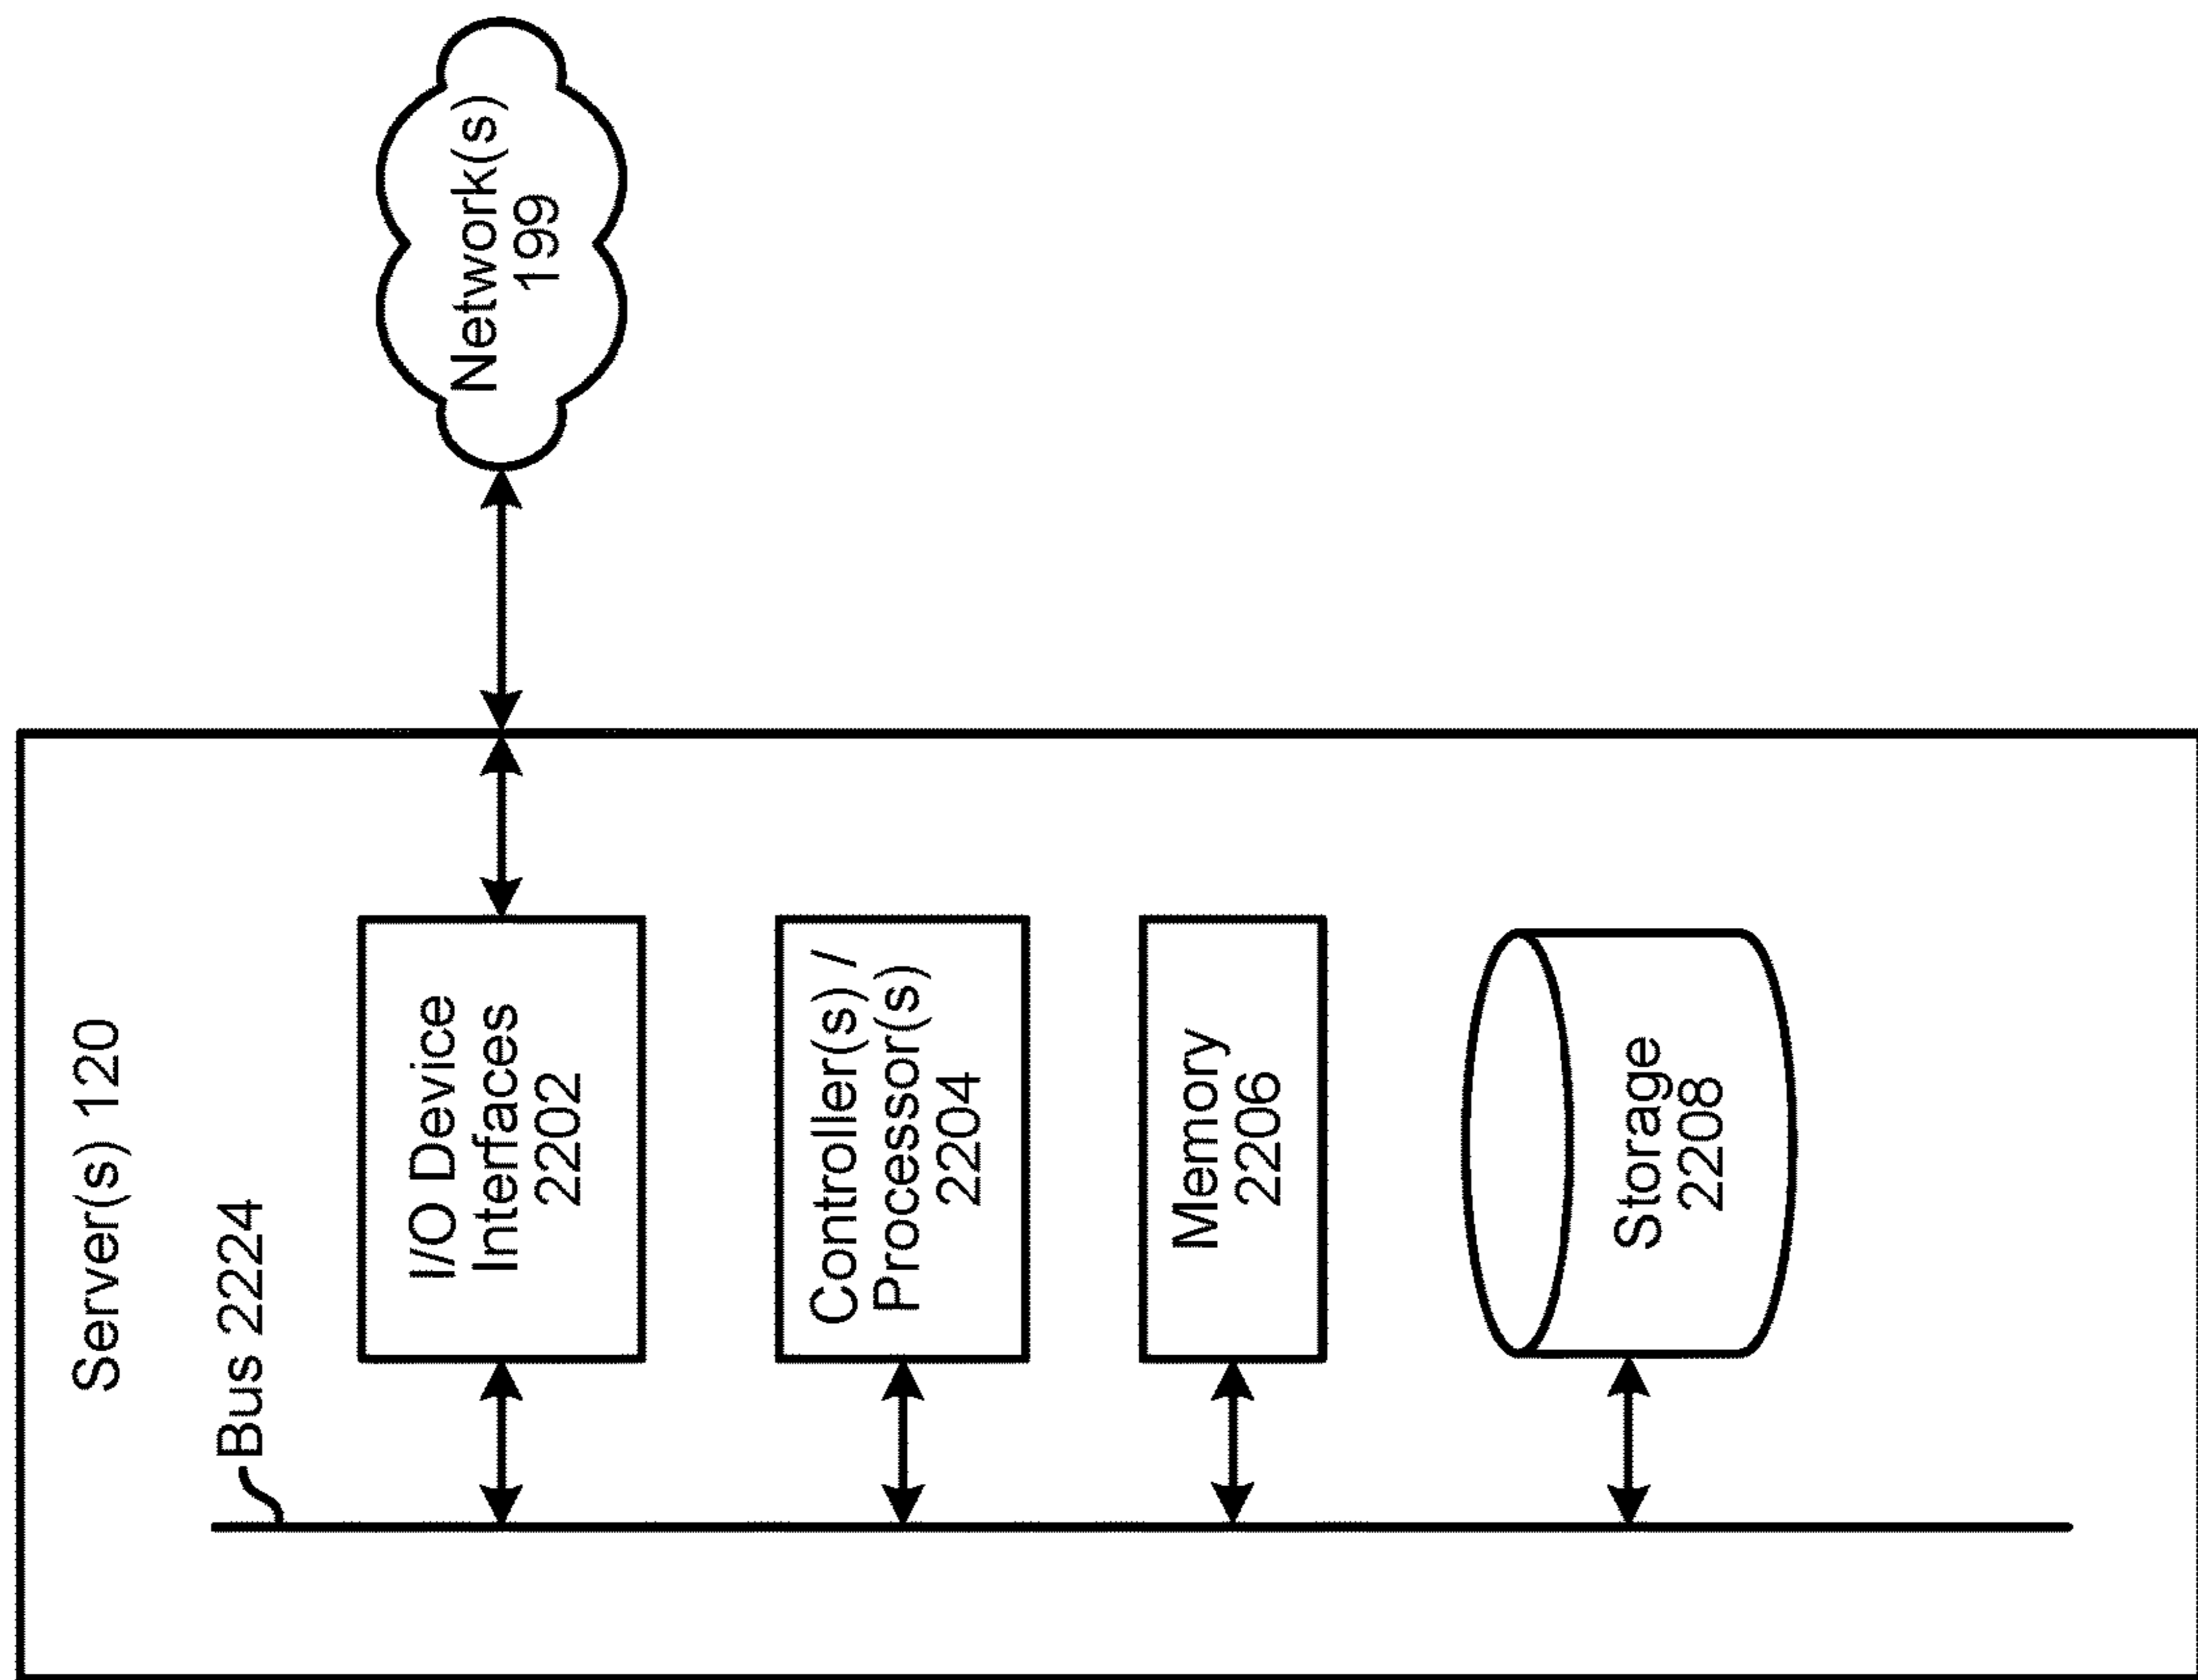 Server(s) 120
Bus 2224
I/O Device
Interfaces
2202
Network(s)
199
Controller(s) /
Processor(s)
2204
Memory
2206
Storage
2208